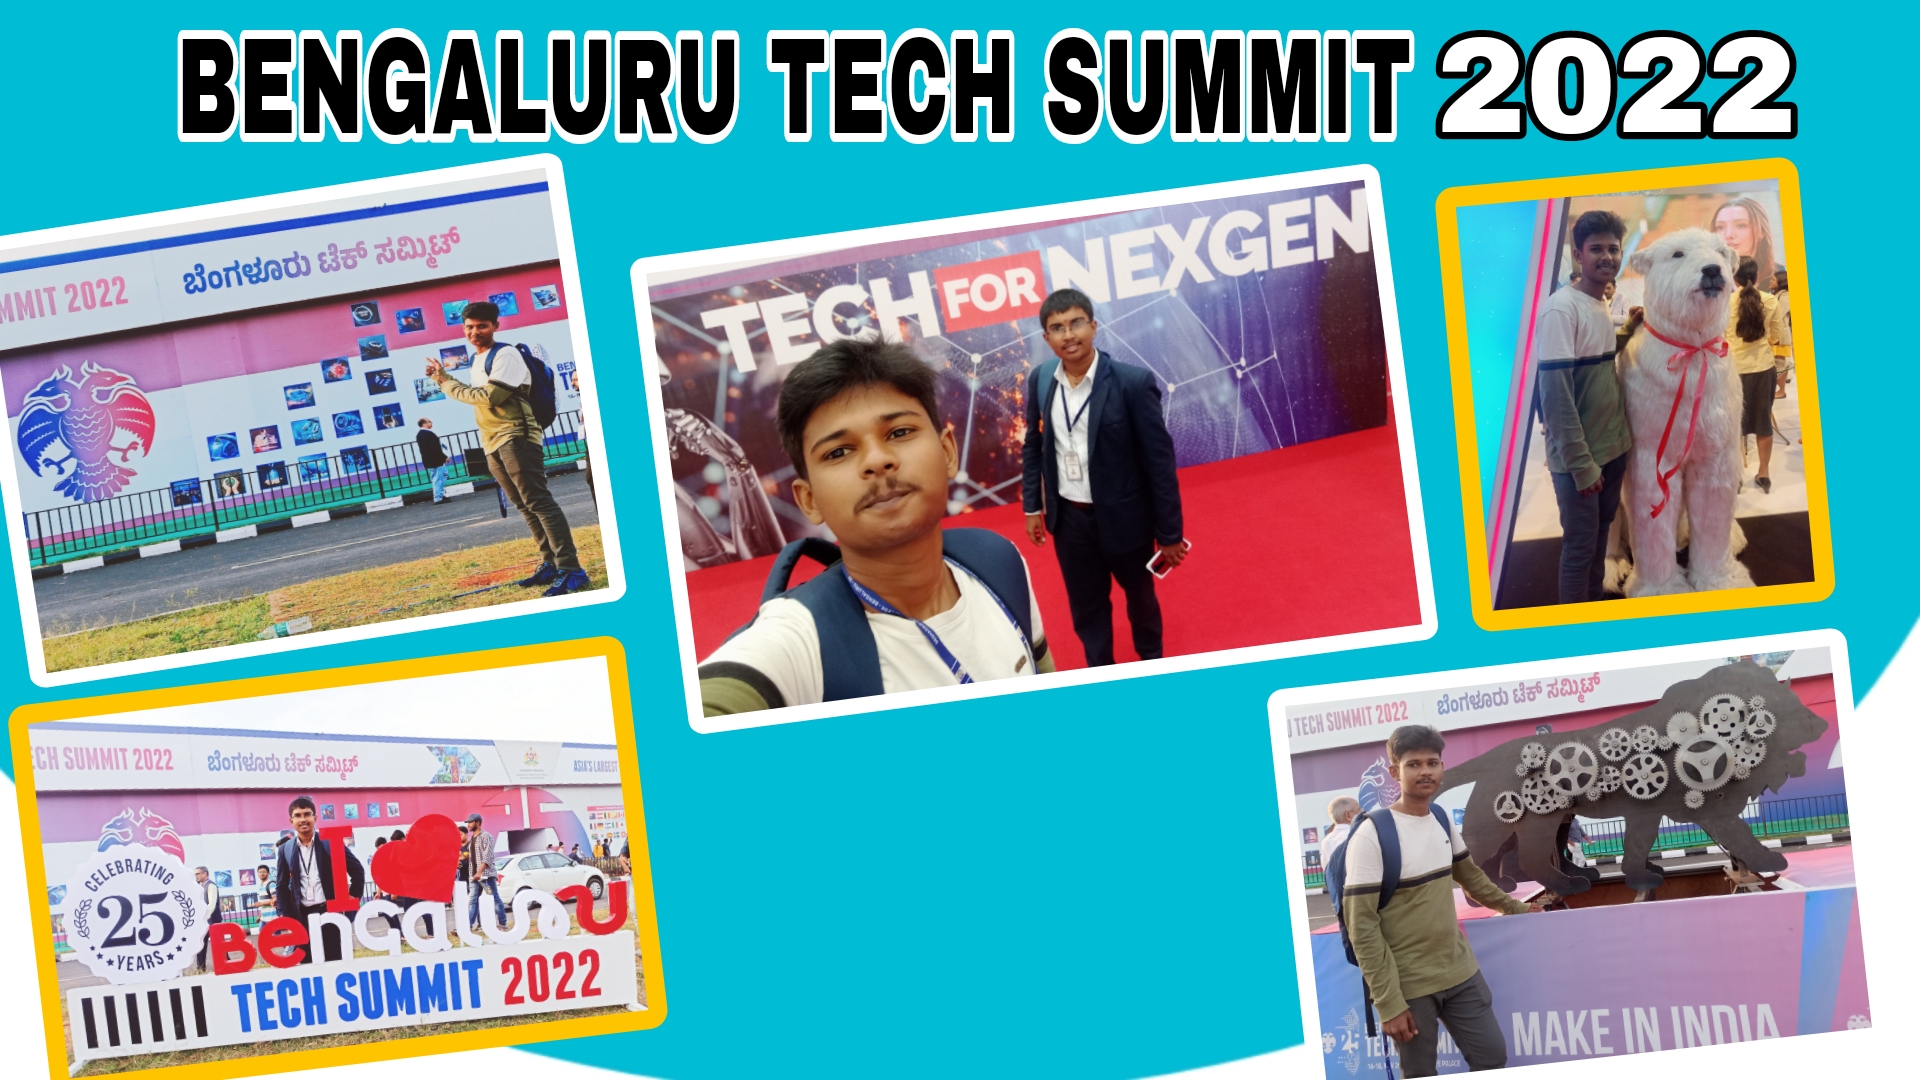 BENGALURU TECH SUMMIT 2022
MMIT 2022 ಬೆಂಗಳೂರು ಟೆಕ್ ಸಮ್ಮಿಟ್
TECH FOR NEXGEN
ECH SUMMIT 2022 ಬೆಂಗಳೂರು ಟೆಕ್ ಸಮ್ಮಿಟ್ ASIA'S LARGEST
CELEBRATING
25
YEARS
I
Bengaluru
TECH SUMMIT 2022
U TECH SUMMIT 2022 ಬೆಂಗಳೂರು ಟೆಕ್ ಸಮ್ಮಿಟ್
MAKE IN INDIA